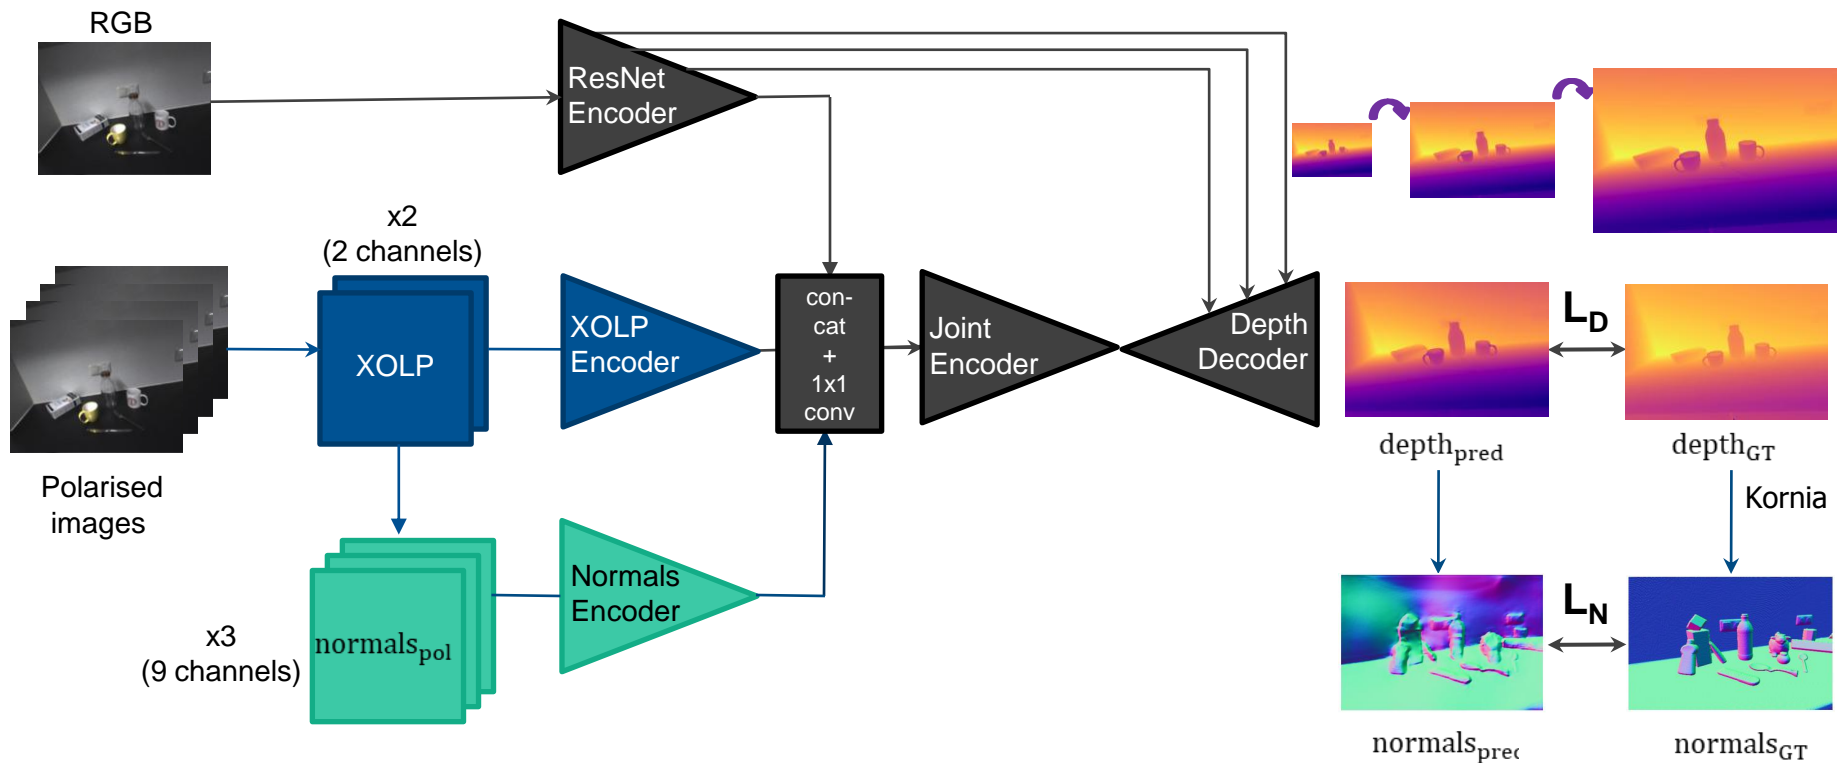 RGB
ResNet
Encoder
x2
(2 channels)
XOLP
XOLP
Encoder
con-
cat
+
1x1
conv
Joint
Encoder
Depth
Decoder
L_D
depth_pred
depth_GT
Polarised
images
Kornia
Normals
Encoder
x3
(9 channels)
normals_pol
L_N
normals_pred
normals_GT